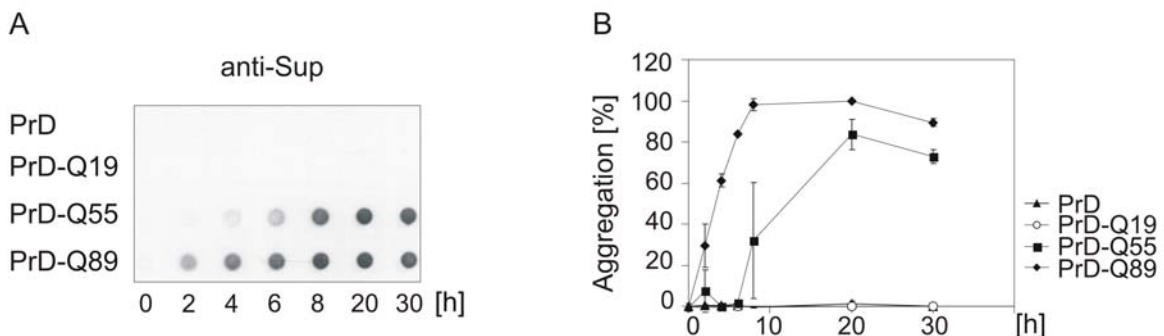 A
anti-Sup
PrD
PrD-Q19
PrD-Q55
PrD-Q89
0 2 4 6 8 20 30 [h]
B
Aggregation [%]
120
100
80
60
40
20
0
0 10 20 30 [h]
PrD
PrD-Q19
PrD-Q55
PrD-Q89